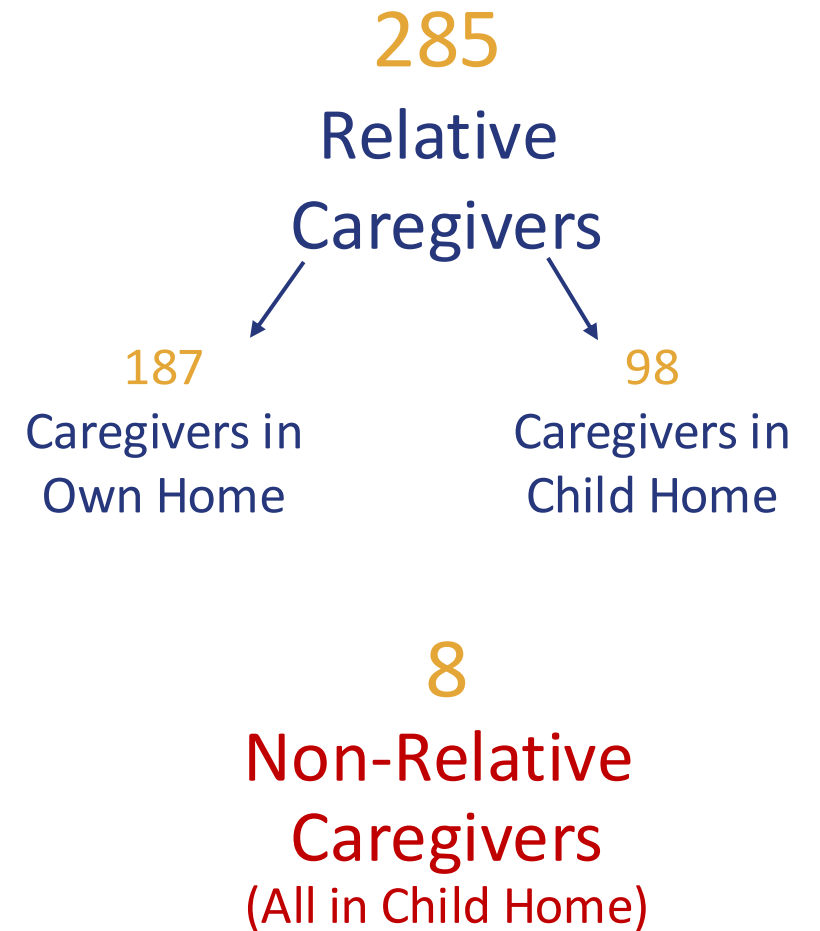 285
Relative
Caregivers
187
Caregivers in
Own Home
98
Caregivers in
Child Home
8
Non-Relative
Caregivers
(All in Child Home)